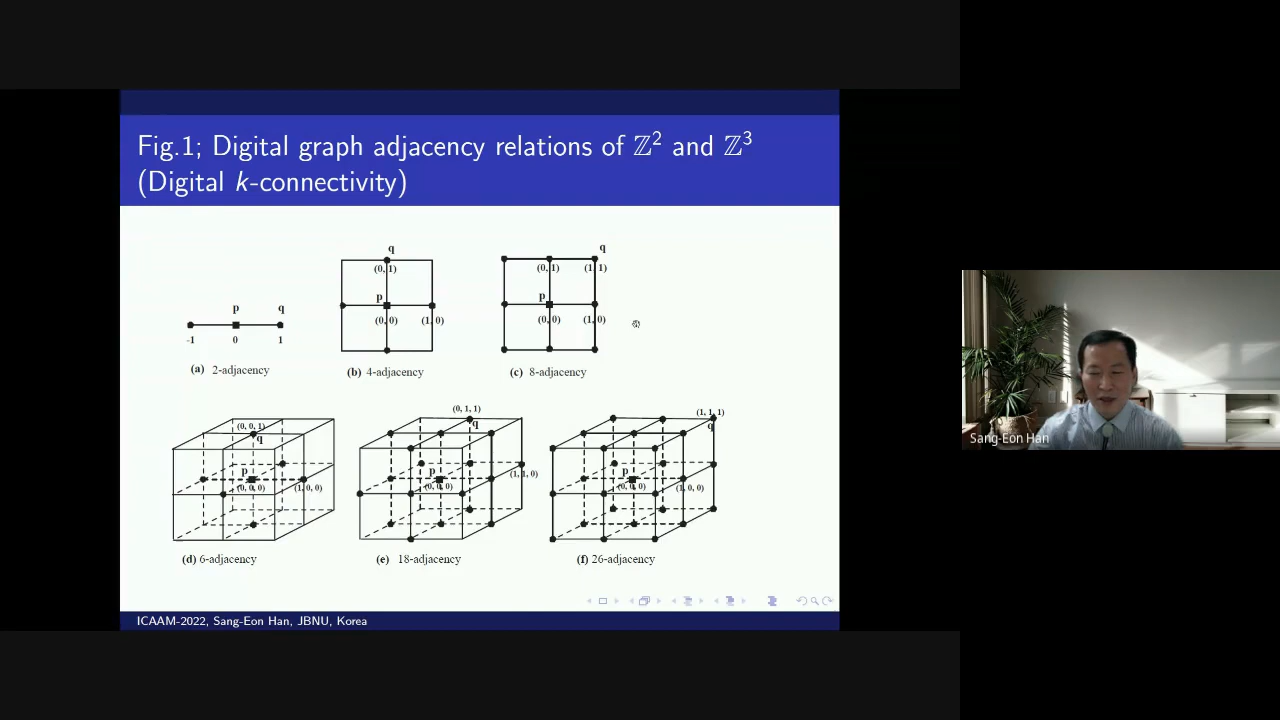 Fig.1; Digital graph adjacency relations of ℤ² and ℤ³
(Digital k-connectivity)
p q
-1 0 1
(a) 2-adjacency
q
(0, 1)
p
(0, 0) (1, 0)
(b) 4-adjacency
q
(0, 1) (1, 1)
p
(0, 0) (1, 0)
(c) 8-adjacency
(0, 0, 1)
q
p
(0, 0, 0) (1, 0, 0)
(d) 6-adjacency
(0, 1, 1)
q
p
(1, 1, 0)
(0, 0, 0)
(e) 18-adjacency
(1, 1, 1)
q
p
(0, 0, 0) (1, 0, 0)
(f) 26-adjacency
ICAAM-2022, Sang-Eon Han, JBNU, Korea
Sang-Eon Han